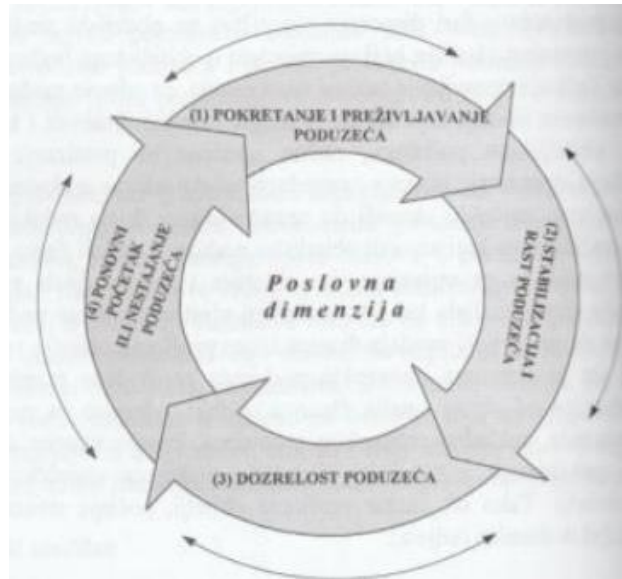 (1) POKRETANJE I PREŽIVLJAVANJE
PODUZEĆA
(2) STABILIZACIJA I
RAST PODUZEĆA
(3) DOZRELOST PODUZEĆA
(4) PONOVNI
POČETAK
ILI NESTAJANJE
PODUZEĆA
Poslovna
dimenzija